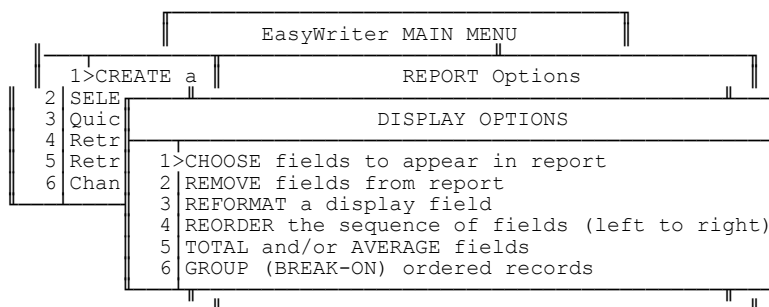 EasyWriter MAIN MENU
1>CREATE a
REPORT Options
2 SELE
3 Quic
DISPLAY OPTIONS
4 Retr
5 Retr
1>CHOOSE fields to appear in report
6 Chan
2 REMOVE fields from report
3 REFORMAT a display field
4 REORDER the sequence of fields (left to right)
5 TOTAL and/or AVERAGE fields
6 GROUP (BREAK-ON) ordered records